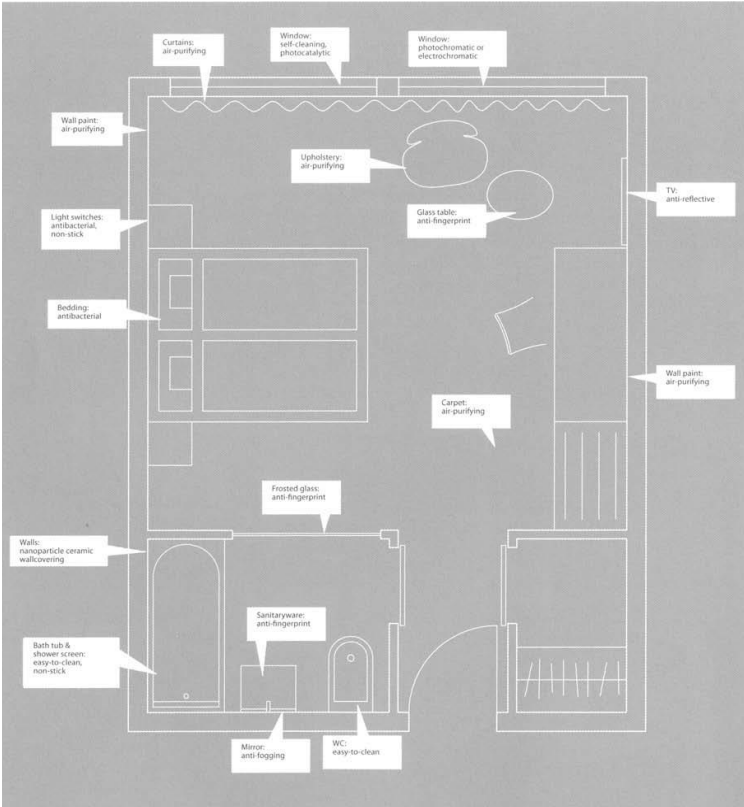 Curtains:
air-purifying
Window:
self-cleaning,
photocatalytic
Window:
photochromatic or
electrochromatic
Wall paint:
air-purifying
Upholstery:
air-purifying
TV:
anti-reflective
Light switches:
antibacterial,
non-stick
Glass table:
anti-fingerprint
Bedding:
antibacterial
Wall paint:
air-purifying
Carpet:
air-purifying
Frosted glass:
anti-fingerprint
Walls:
nanoparticle ceramic
wallcovering
Sanitaryware:
anti-fingerprint
Bath tub &
shower screen:
easy-to-clean,
non-stick
Mirror:
anti-fogging
WC:
easy-to-clean